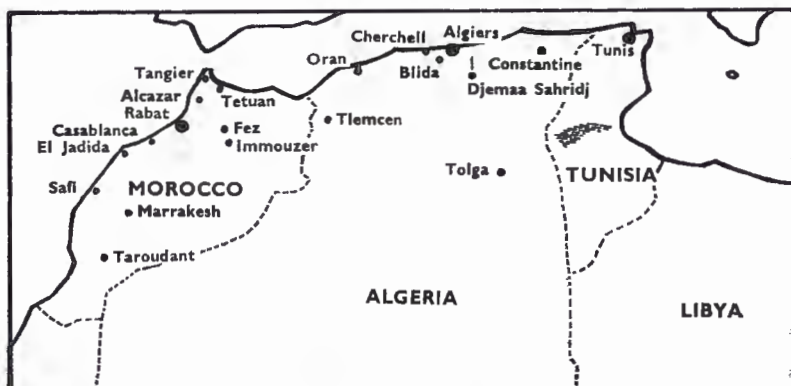 Cherchell
Algiers
Tunis
Oran
Blida
Constantine
Djemaa Sahridj
Tangier
Tetuan
Alcazar
Rabat
Tlemcen
Casablanca
Fez
El Jadida
Immouzer
Safi
MOROCCO
Tolga
TUNISIA
Marrakesh
Taroudant
ALGERIA
LIBYA